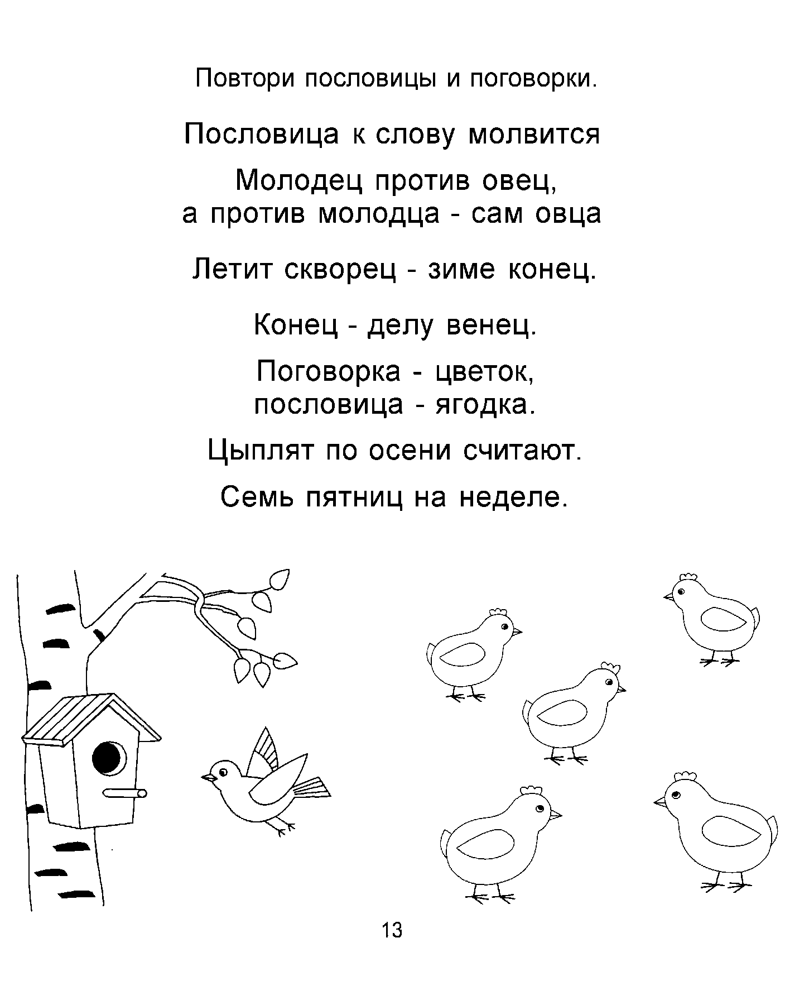 Повтори пословицы и поговорки.
Пословица к слову молвится
Молодец против овец,
а против молодца - сам овца
Летит скворец - зиме конец.
Конец - делу венец.
Поговорка - цветок,
пословица - ягодка.
Цыплят по осени считают.
Семь пятниц на неделе.
13